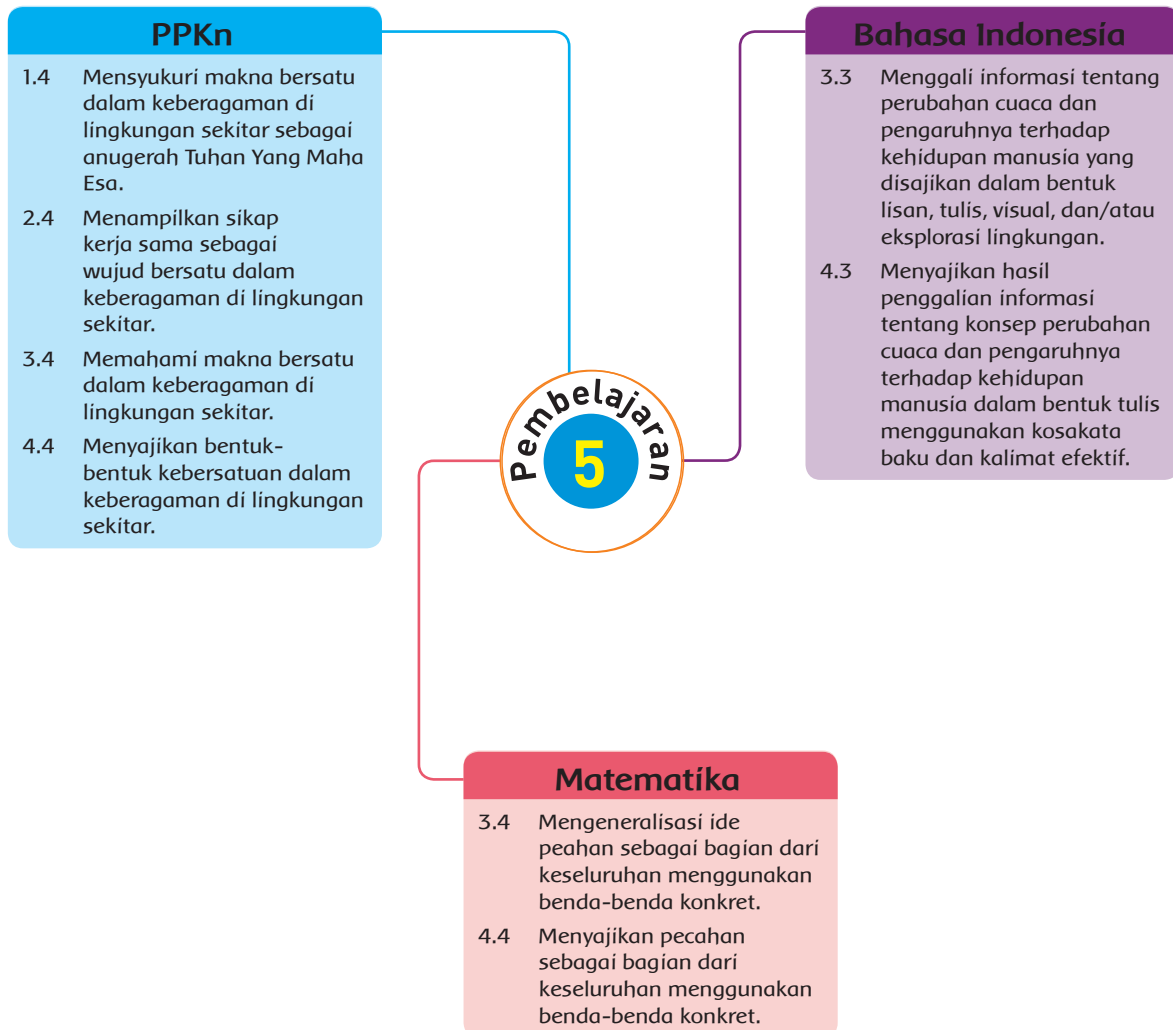 PPKn
1.4 Mensyukuri makna bersatu
dalam keberagaman di
lingkungan sekitar sebagai
anugerah Tuhan Yang Maha
Esa.
2.4 Menampilkan sikap
kerja sama sebagai
wujud bersatu dalam
keberagaman di lingkungan
sekitar.
3.4 Memahami makna bersatu
dalam keberagaman di
lingkungan sekitar.
4.4 Menyajikan bentuk-
bentuk kebersatuan dalam
keberagaman di lingkungan
sekitar.
Bahasa Indonesia
3.3 Menggali informasi tentang
perubahan cuaca dan
pengaruhnya terhadap
kehidupan manusia yang
disajikan dalam bentuk
lisan, tulis, visual, dan/atau
eksplorasi lingkungan.
4.3 Menyajikan hasil
penggalian informasi
tentang konsep perubahan
cuaca dan pengaruhnya
terhadap kehidupan
manusia dalam bentuk tulis
menggunakan kosakata
baku dan kalimat efektif.
Pembelajaran
5
Matematika
3.4 Mengeneralisasi ide
peahan sebagai bagian dari
keseluruhan menggunakan
benda-benda konkret.
4.4 Menyajikan pecahan
sebagai bagian dari
keseluruhan menggunakan
benda-benda konkret.